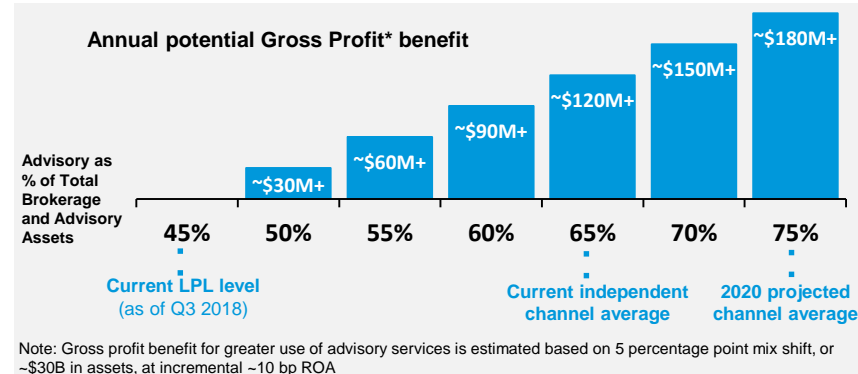 Annual potential Gross Profit* benefit
~$30M+
~$60M+
~$90M+
~$120M+
~$150M+
~$180M+
Advisory as
% of Total
Brokerage
and Advisory
Assets
45% 50% 55% 60% 65% 70% 75%
Current LPL level
(as of Q3 2018)
Current independent
channel average
2020 projected
channel average
Note: Gross profit benefit for greater use of advisory services is estimated based on 5 percentage point mix shift, or
~$30B in assets, at incremental ~10 bp ROA